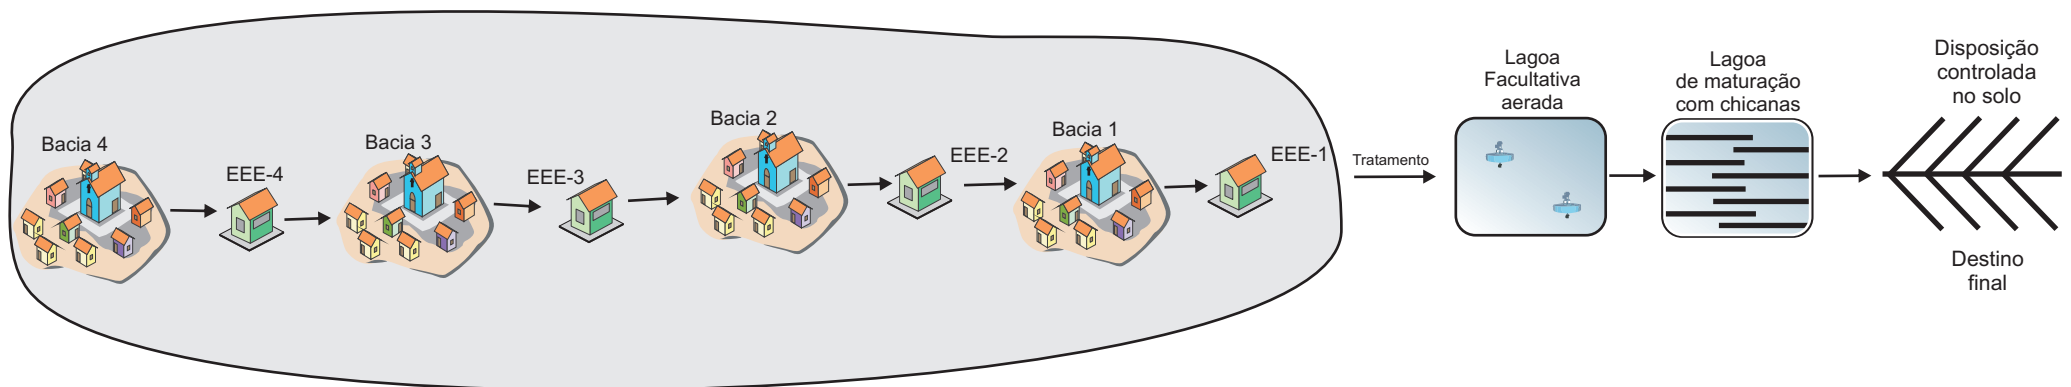 Bacia 4
EEE-4
Bacia 3
EEE-3
Bacia 2
EEE-2
Bacia 1
EEE-1
Tratamento
Lagoa
Facultativa
aerada
Lagoa
de maturação
com chicanas
Disposição
controlada
no solo
Destino
final